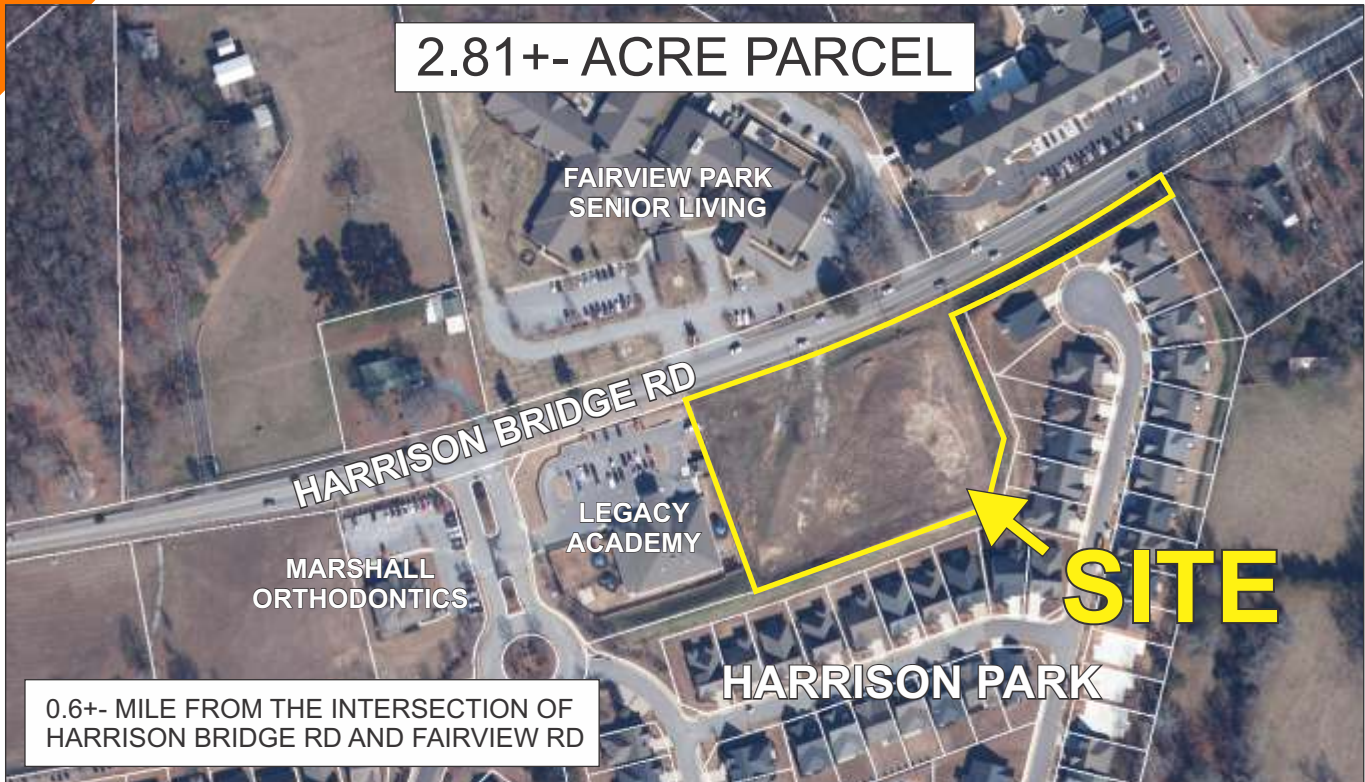 2.81+- ACRE PARCEL
FAIRVIEW PARK
SENIOR LIVING
HARRISON BRIDGE RD
LEGACY
ACADEMY
MARSHALL
ORTHODONTICS
SITE
HARRISON PARK
0.6+- MILE FROM THE INTERSECTION OF
HARRISON BRIDGE RD AND FAIRVIEW RD